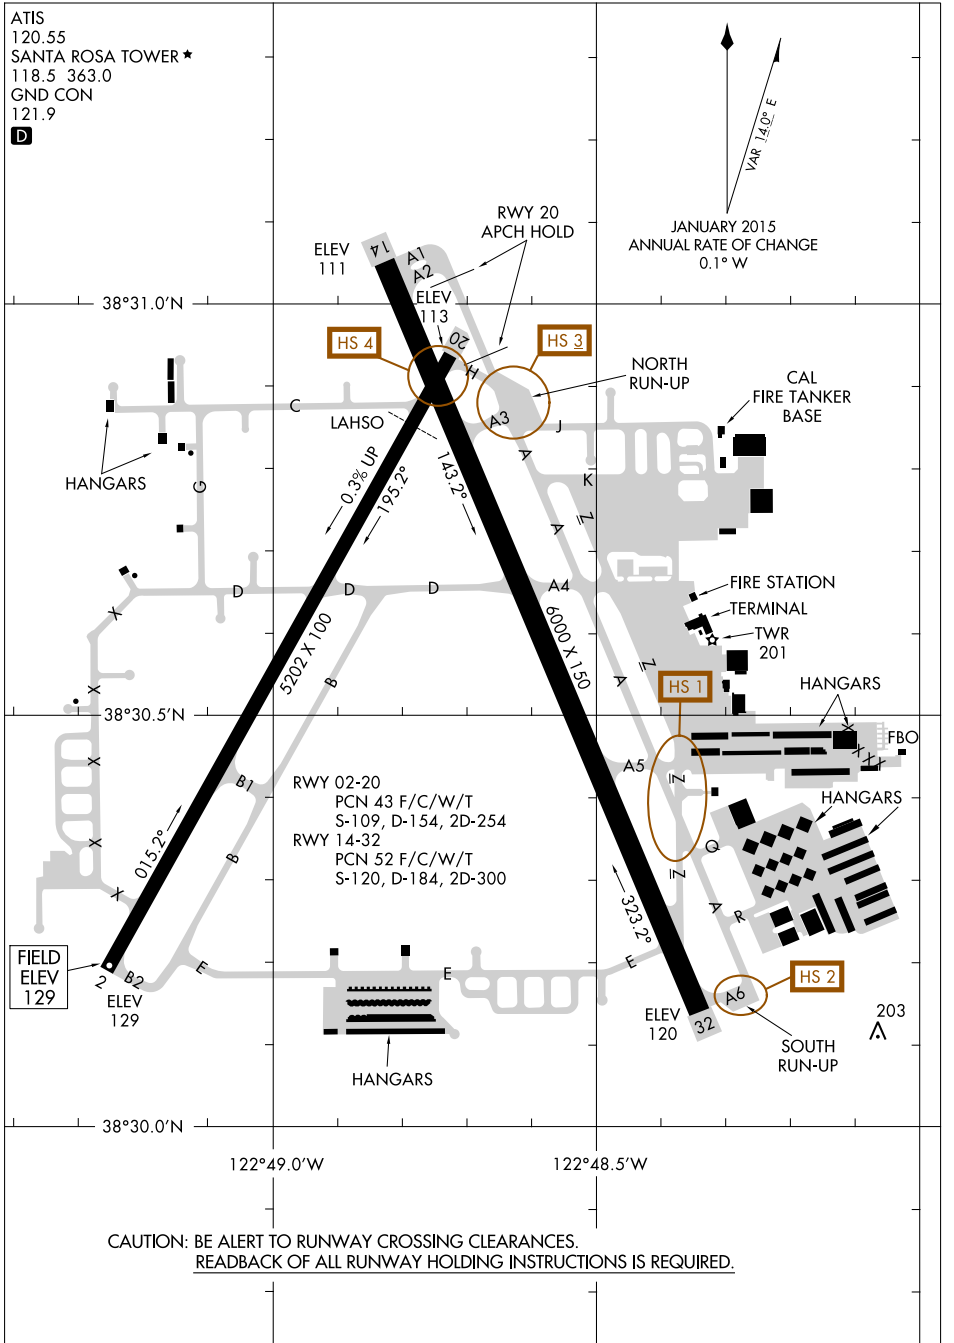 ATIS
120.55
SANTA ROSA TOWER ★
118.5 363.0
GND CON
121.9
D
VAR 14.0° E
JANUARY 2015
ANNUAL RATE OF CHANGE
0.1° W
RWY 20
APCH HOLD
ELEV
111
14
A1
A2
ELEV
113
20
38°31.0'N
HS 4
HS 3
NORTH
RUN-UP
CAL
FIRE TANKER
BASE
H
C
LAHSO
A3
J
A
HANGARS
G
0.3% UP
195.2°
143.2°
K
A
Z
D
D
D
A4
FIRE STATION
TERMINAL
TWR
201
X
5202 X 100
6000 X 150
B
A
Z
HS 1
HANGARS
X
38°30.5'N
X
FBO
X
X
X
X
A5
Z
B1
RWY 02-20
PCN 43 F/C/W/T
S-109, D-154, 2D-254
RWY 14-32
PCN 52 F/C/W/T
S-120, D-184, 2D-300
HANGARS
015.2°
X
B
Q
Z
X
323.2°
A
R
FIELD
ELEV
129
2
B2
E
ELEV
129
E
E
HS 2
A6
ELEV
120
32
203
SOUTH
RUN-UP
HANGARS
38°30.0'N
122°49.0'W
122°48.5'W
CAUTION: BE ALERT TO RUNWAY CROSSING CLEARANCES.
READBACK OF ALL RUNWAY HOLDING INSTRUCTIONS IS REQUIRED.